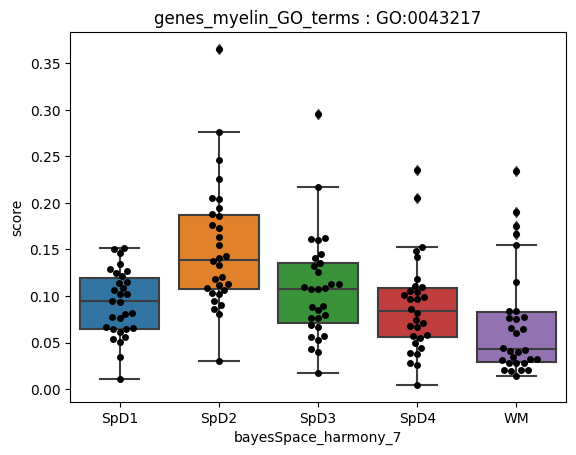 genes_myelin_GO_terms : GO:0043217
0.35
0.30
0.25
0.20
0.15
0.10
0.05
0.00
score
SpD1 SpD2 SpD3 SpD4 WM
bayesSpace_harmony_7